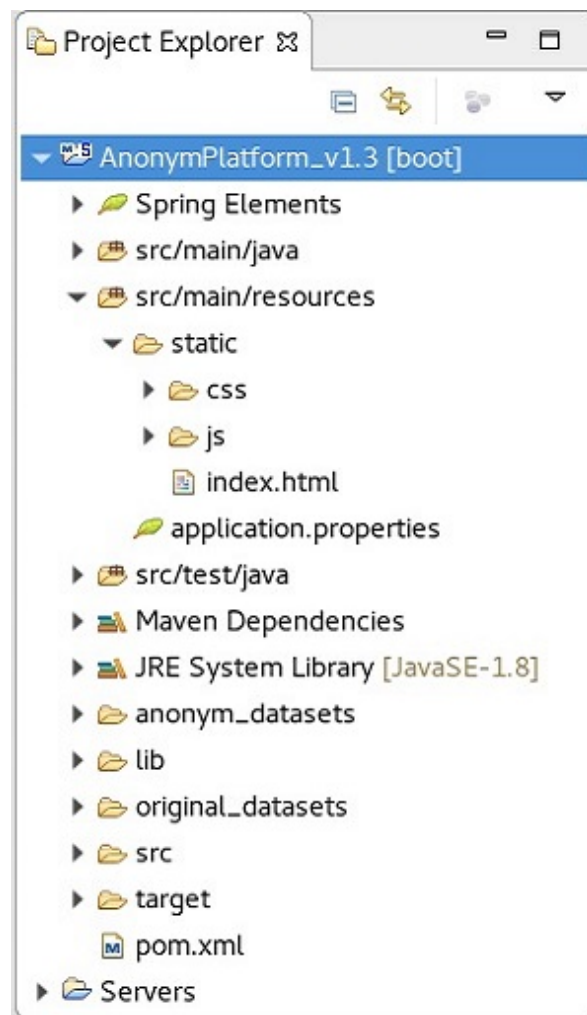 Project Explorer
AnonymPlatform_v1.3 [boot]
Spring Elements
src/main/java
src/main/resources
static
css
js
index.html
application.properties
src/test/java
Maven Dependencies
JRE System Library [JavaSE-1.8]
anonym_datasets
lib
original_datasets
src
target
pom.xml
Servers